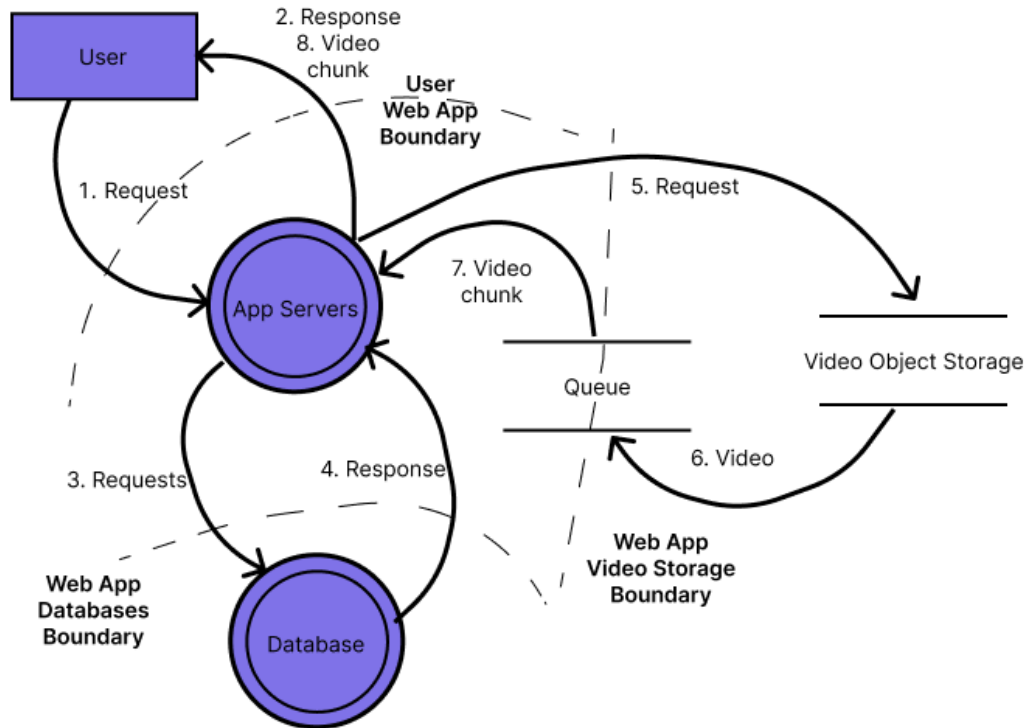 2. Response
8. Video
chunk
User
User
Web App
Boundary
1. Request
5. Request
7. Video
chunk
App Servers
Video Object Storage
Queue
3. Requests
4. Response
6. Video
Web App
Video Storage
Boundary
Web App
Databases
Boundary
Database